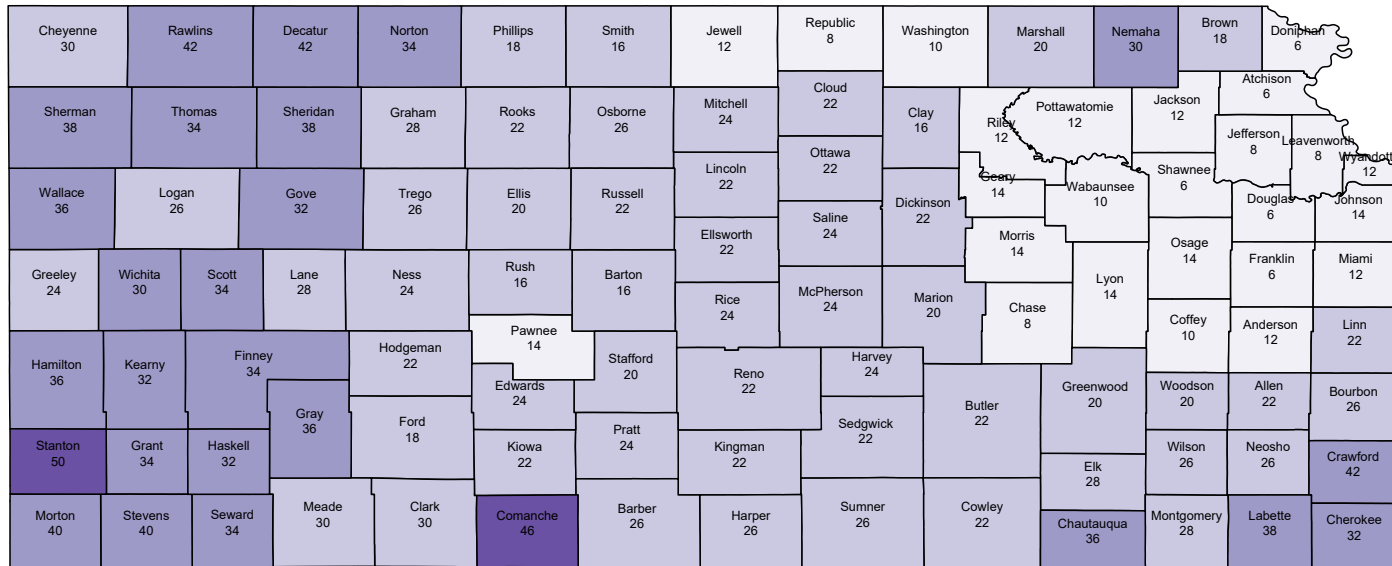 Cheyenne
30
Rawlins
42
Decatur
42
Norton
34
Phillips
18
Smith
16
Jewell
12
Republic
8
Washington
10
Marshall
20
Nemaha
30
Brown
18
Doniphan
6
Sherman
38
Thomas
34
Sheridan
38
Graham
28
Rooks
22
Osborne
26
Mitchell
24
Cloud
22
Clay
16
Riley
12
Pottawatomie
12
Jackson
12
Atchison
6
Jefferson
8
Leavenworth
8
Wyandott
12
Wallace
36
Logan
26
Gove
32
Trego
26
Ellis
20
Russell
22
Lincoln
22
Ottawa
22
Saline
24
Dickinson
22
Geary
14
Wabaunsee
10
Shawnee
6
Douglas
6
Johnson
14
Ellsworth
22
Morris
14
Osage
14
Franklin
6
Miami
12
Greeley
24
Wichita
30
Scott
34
Lane
28
Ness
24
Rush
16
Barton
16
Rice
24
McPherson
24
Marion
20
Chase
8
Lyon
14
Coffey
10
Anderson
12
Linn
22
Hamilton
36
Kearny
32
Finney
34
Hodgeman
22
Pawnee
14
Stafford
20
Edwards
24
Reno
22
Harvey
24
Butler
22
Greenwood
20
Woodson
20
Allen
22
Bourbon
26
Gray
36
Ford
18
Pratt
24
Sedgwick
22
Stanton
50
Grant
34
Haskell
32
Kiowa
22
Kingman
22
Elk
28
Wilson
26
Neosho
26
Crawford
42
Morton
40
Stevens
40
Seward
34
Meade
30
Clark
30
Comanche
46
Barber
26
Harper
26
Sumner
26
Cowley
22
Chautauqua
36
Montgomery
28
Labette
38
Cherokee
32